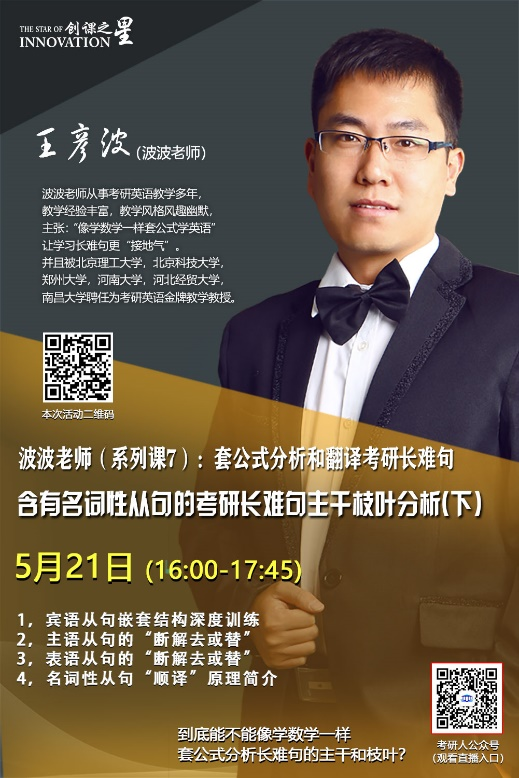 THE STAR OF 创课之星
INNOVATION
王彦波(波波老师)
波波老师从事考研英语教学多年，
教学经验丰富，教学风格风趣幽默，
主张：“像学数学一样套公式学英语”
让学习长难句更“接地气”。
并且被北京理工大学，北京科技大学，
郑州大学，河南大学，河北经贸大学，
南昌大学聘任为考研英语金牌教学教授。
本次活动二维码
波波老师（系列课7）：套公式分析和翻译考研长难句
含有名词性从句的考研长难句主干枝叶分析(下)
5月21日 (16:00-17:45)
1，宾语从句嵌套结构深度训练
2，主语从句的“断解去或替”
3，表语从句的“断解去或替”
4，名词性从句“顺译”原理简介
到底能不能像学数学一样
套公式分析长难句的主干和枝叶？
考研人公众号
(观看直播入口)